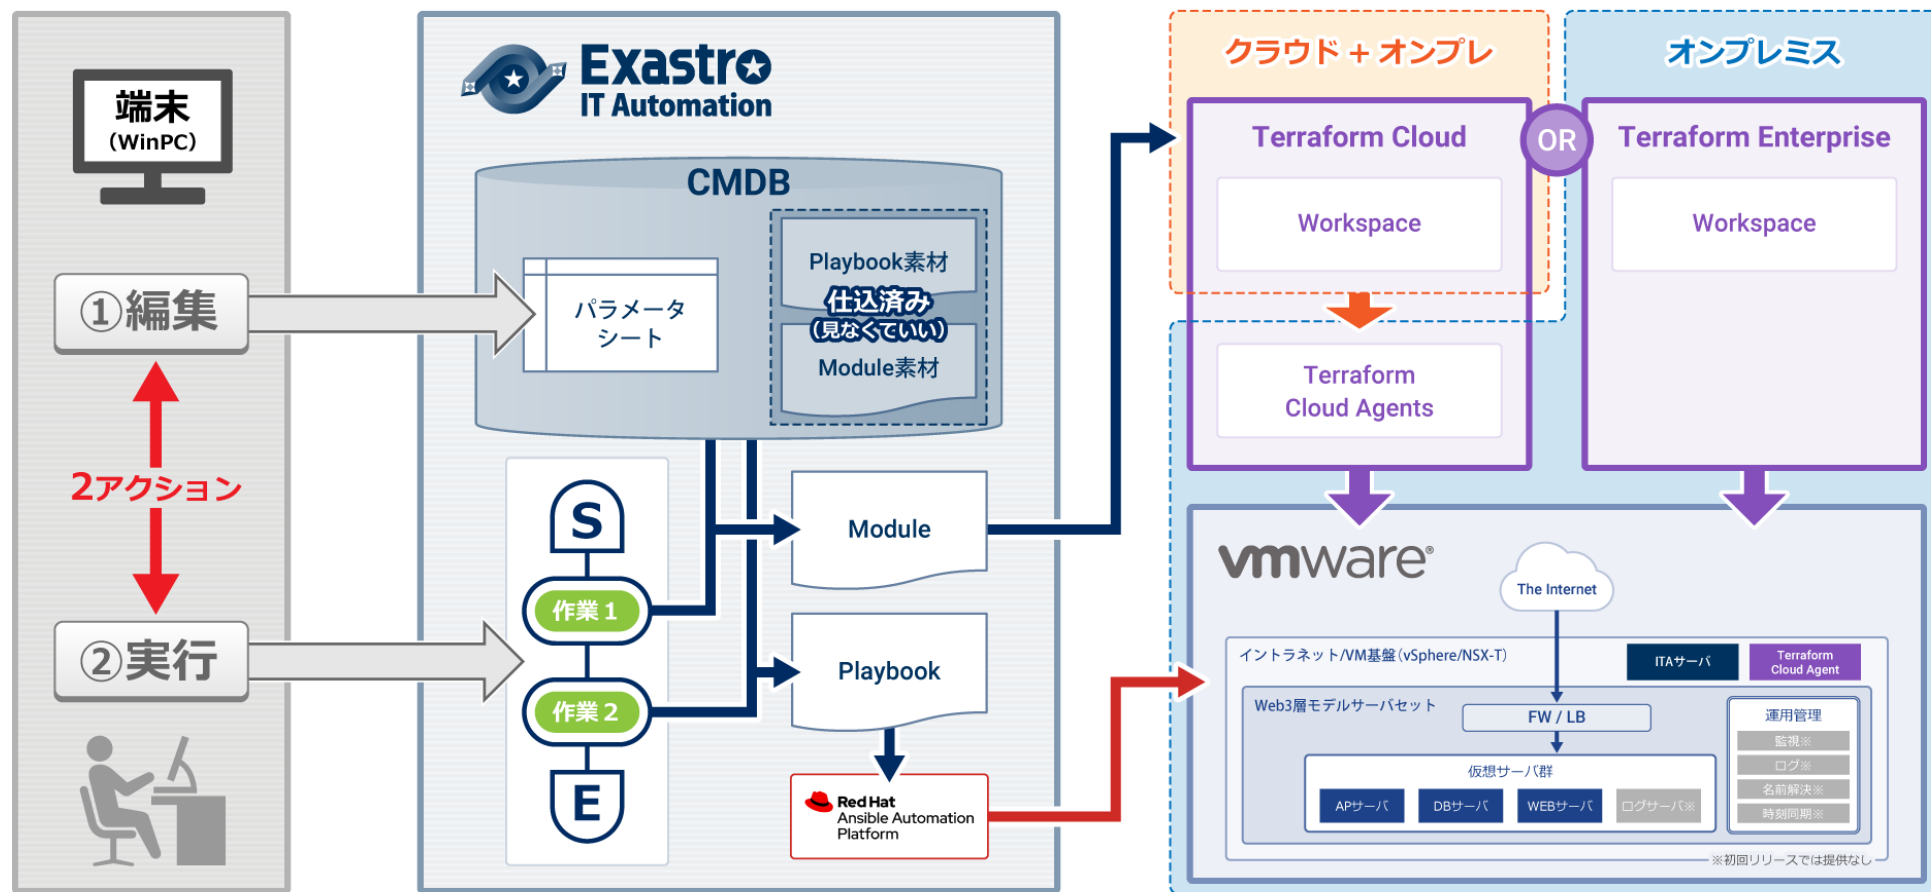 端末
(WinPC)
①編集
2アクション
②実行
Exastro
IT Automation
CMDB
パラメータ
シート
Playbook素材
仕込済み
(見なくていい)
Module素材
S
作業1
作業2
E
Module
Playbook
Red Hat
Ansible Automation
Platform
クラウド + オンプレ
オンプレミス
Terraform Cloud
OR
Terraform Enterprise
Workspace
Workspace
Terraform
Cloud Agents
vmware®
The Internet
イントラネット/VM基盤(vSphere/NSX-T)
ITAサーバ
Terraform
Cloud Agent
Web3層モデルサーバセット
FW / LB
運用管理
監視※
ログ※
名前解決※
時刻同期※
仮想サーバ群
APサーバ
DBサーバ
WEBサーバ
ログサーバ※
※初回リリースでは提供なし